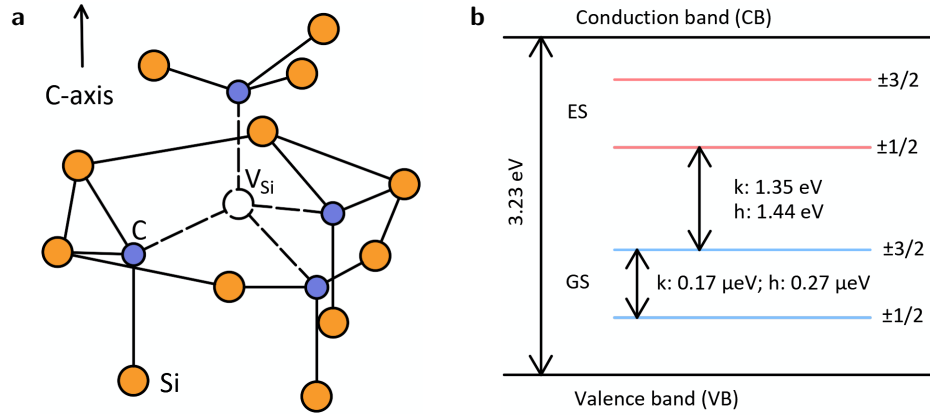 a
C-axis
V_Si
C
Si
b
Conduction band (CB)
±3/2
ES
±1/2
3.23 eV
k: 1.35 eV
h: 1.44 eV
±3/2
GS
k: 0.17 μeV; h: 0.27 μeV
±1/2
Valence band (VB)